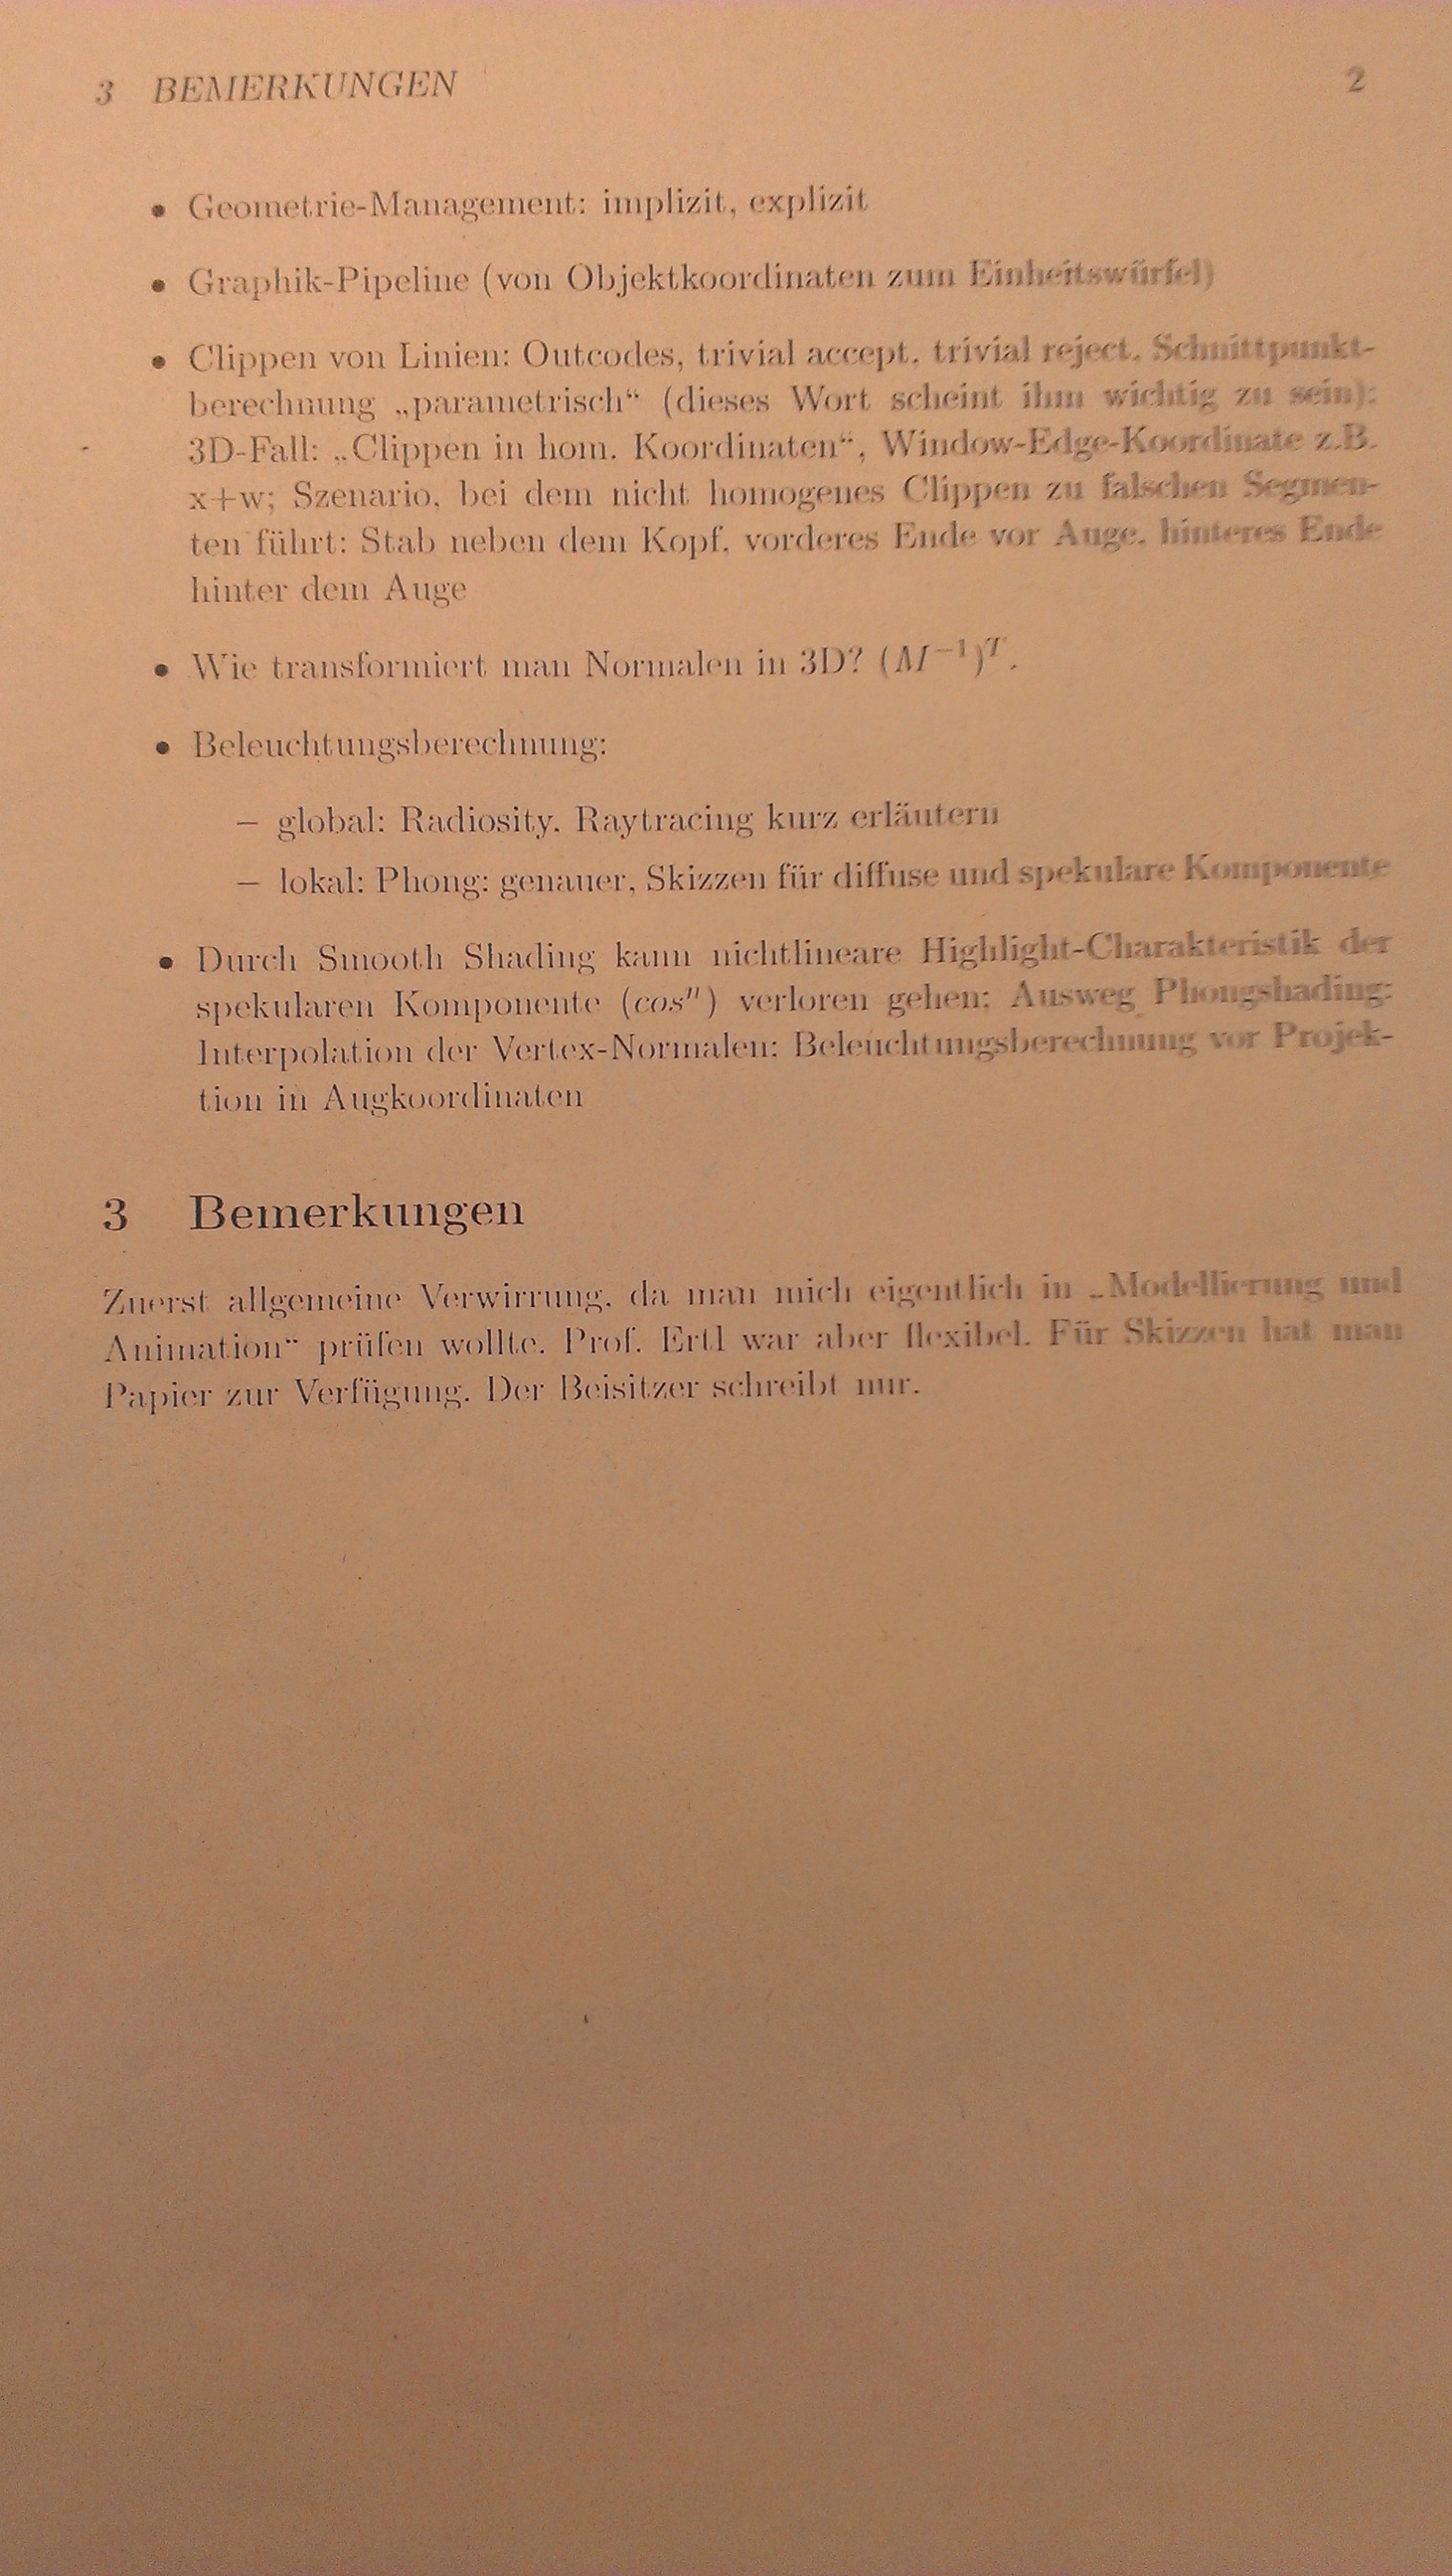 3 BEMERKUNGEN 2
• Geometrie-Management: implizit, explizit
• Graphik-Pipeline (von Objektkoordinaten zum Einheitswürfel)
• Clippen von Linien: Outcodes, trivial accept, trivial reject, Schnittpunkt-
berechnung „parametrisch“ (dieses Wort scheint ihm wichtig zu sein);
3D-Fall: „Clippen in hom. Koordinaten“, Window-Edge-Koordinate z.B.
x+w; Szenario, bei dem nicht homogenes Clippen zu falschen Segmen-
ten führt: Stab neben dem Kopf, vorderes Ende vor Auge, hinteres Ende
hinter dem Auge
• Wie transformiert man Normalen in 3D? (M⁻¹)ᵀ.
• Beleuchtungsberechnung:
– global: Radiosity, Raytracing kurz erläutern
– lokal: Phong: genauer, Skizzen für diffuse und spekulare Komponente
• Durch Smooth Shading kann nichtlineare Highlight-Charakteristik der
spekularen Komponente (cosⁿ) verloren gehen; Ausweg Phongshading:
Interpolation der Vertex-Normalen; Beleuchtungsberechnung vor Projek-
tion in Augkoordinaten
3 Bemerkungen
Zuerst allgemeine Verwirrung, da man mich eigentlich in „Modellierung und
Animation“ prüfen wollte. Prof. Ertl war aber flexibel. Für Skizzen hat man
Papier zur Verfügung. Der Beisitzer schreibt nur.